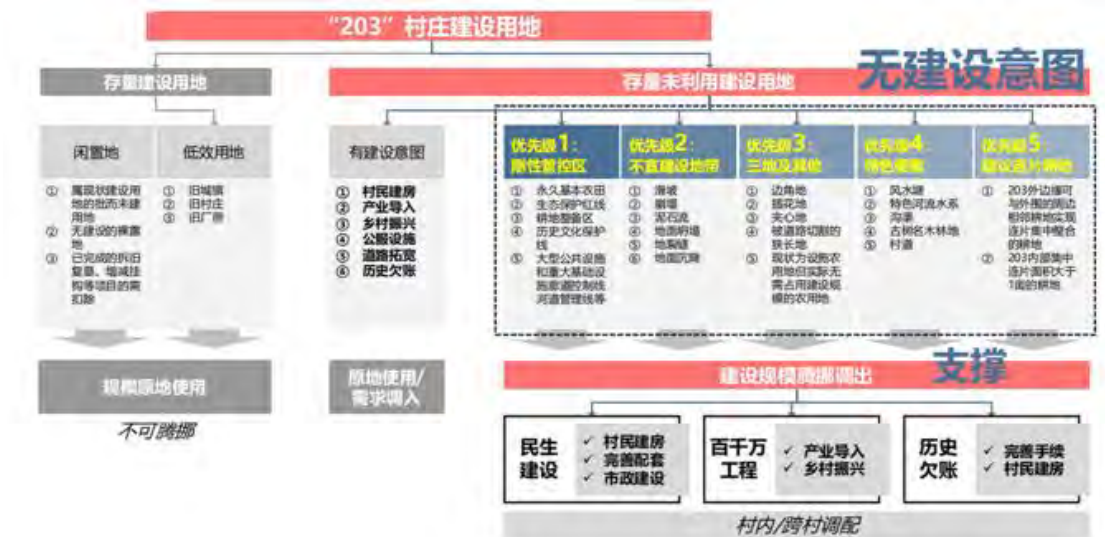 “203”村庄建设用地
存量建设用地
存量未利用建设用地
无建设意图
闲置地
① 属现状建设用
地的批而未建
用地
② 无建设的裸露
地
③ 已完成的拆旧
复垦、增减挂
钩等项目的需
扣除
低效用地
① 旧城镇
② 旧村庄
③ 旧厂房
有建设意图
① 村民建房
② 产业导入
③ 乡村振兴
④ 公服设施
⑤ 道路拓宽
⑥ 历史欠账
优先级1：
刚性管控区
① 永久基本农田
② 生态保护红线
③ 耕地整备区
④ 历史文化保护
线
⑤ 大型公共设施
和重大基础设
施廊道控制线
河道管理线等
优先级2：
不宜建设地带
① 滑坡
② 崩塌
③ 泥石流
④ 地面坍塌
⑤ 地裂缝
⑥ 地面沉降
优先级3：
三地及其他
① 边角地
② 插花地
③ 夹心地
④ 被道路切割的
狭长地
⑤ 现状为设施农
用地但实际无
需占用建设规
模的农用地
优先级4：
特色要素
① 风水塘
② 特色河流水系
③ 沟渠
④ 古树名木林地
⑤ 村道
优先级5：
建议连片耕地
① 203外边缘可
与外围的周边
相邻耕地实现
连片集中整合
的耕地
② 203内部集中
连片面积大于
1亩的耕地
规模原地使用
不可腾挪
原地使用/
需求调入
建设规模腾挪调出
支撑
民生
建设
✓ 村民建房
✓ 完善配套
✓ 市政建设
百千万
工程
✓ 产业导入
✓ 乡村振兴
历史
欠账
✓ 完善手续
✓ 村民建房
村内/跨村调配